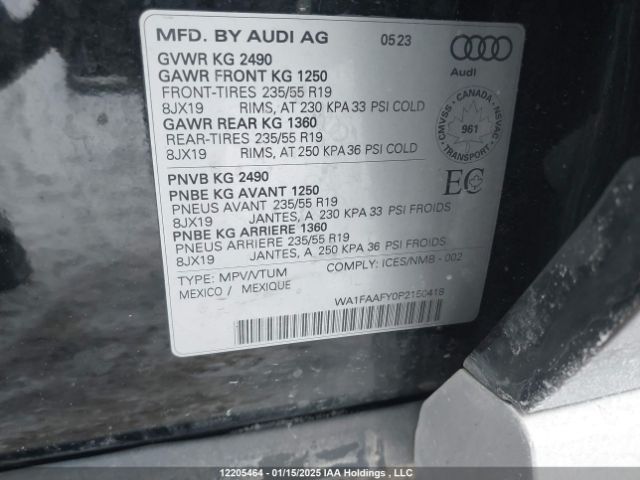 MFD. BY AUDI AG 05 23
GVWR KG 2490
GAWR FRONT KG 1250
FRONT-TIRES 235/55 R19
8JX19 RIMS, AT 230 KPA 33 PSI COLD
GAWR REAR KG 1360
REAR-TIRES 235/55 R19
8JX19 RIMS, AT 250 KPA 36 PSI COLD
Audi
CANADA
CMVSS NSVAC
961
TRANSPORT
PNVB KG 2490
PNBE KG AVANT 1250
PNEUS AVANT 235/55 R19
8JX19 JANTES, A 230 KPA 33 PSI FROIDS
PNBE KG ARRIERE 1360
PNEUS ARRIERE 235/55 R19
8JX19 JANTES, A 250 KPA 36 PSI FROIDS
EC
TYPE: MPV/VTUM COMPLY: ICES/NMB - 002
MEXICO / MEXIQUE
WA1FAAFY0P2150418
12205464 - 01/15/2025 IAA Holdings , LLC